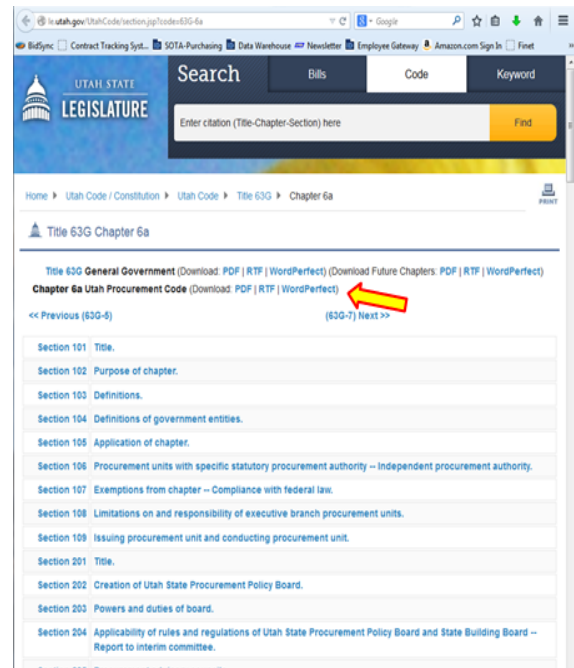 le.utah.gov/UtahCode/section.jsp?code=63G-6a
Google
BidSync Contract Tracking Syst... SOTA-Purchasing Data Warehouse Newsletter Employee Gateway Amazon.com Sign In Finet
UTAH STATE
LEGISLATURE
Search Bills Code Keyword
Enter citation (Title-Chapter-Section) here Find
Home Utah Code / Constitution Utah Code Title 63G Chapter 6a
PRINT
Title 63G Chapter 6a
Title 63G General Government (Download: PDF | RTF | WordPerfect) (Download Future Chapters: PDF | RTF | WordPerfect)
Chapter 6a Utah Procurement Code (Download: PDF | RTF | WordPerfect)
<< Previous (63G-5) (63G-7) Next >>
Section 101 Title.
Section 102 Purpose of chapter.
Section 103 Definitions.
Section 104 Definitions of government entities.
Section 105 Application of chapter.
Section 106 Procurement units with specific statutory procurement authority -- Independent procurement authority.
Section 107 Exemptions from chapter -- Compliance with federal law.
Section 108 Limitations on and responsibility of executive branch procurement units.
Section 109 Issuing procurement unit and conducting procurement unit.
Section 201 Title.
Section 202 Creation of Utah State Procurement Policy Board.
Section 203 Powers and duties of board.
Section 204 Applicability of rules and regulations of Utah State Procurement Policy Board and State Building Board --
Report to interim committee.